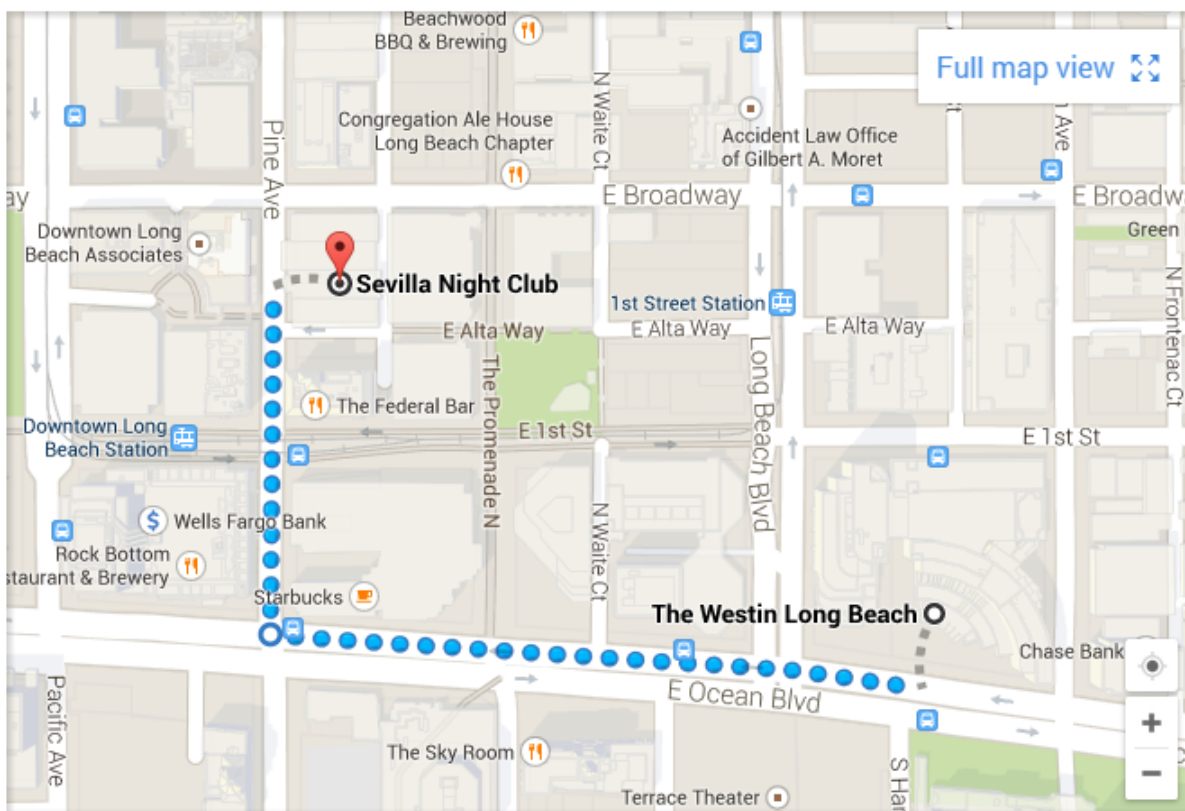 Beachwood
BBQ & Brewing
Full map view
Pine Ave
N Waite Ct
Congregation Ale House
Long Beach Chapter
Accident Law Office
of Gilbert A. Moret
Ave
ay
E Broadway
E Broadw
Downtown Long
Beach Associates
Green
Sevilla Night Club
1st Street Station
N Frontenac Ct
E Alta Way
E Alta Way
E Alta Way
The Promenade N
Long Beach Blvd
The Federal Bar
Downtown Long
Beach Station
E 1st St
E 1st St
$
Wells Fargo Bank
N Waite Ct
Rock Bottom
staurant & Brewery
Starbucks
The Westin Long Beach
Chase Bank
Pacific Ave
E Ocean Blvd
The Sky Room
S Har
Terrace Theater
+
−